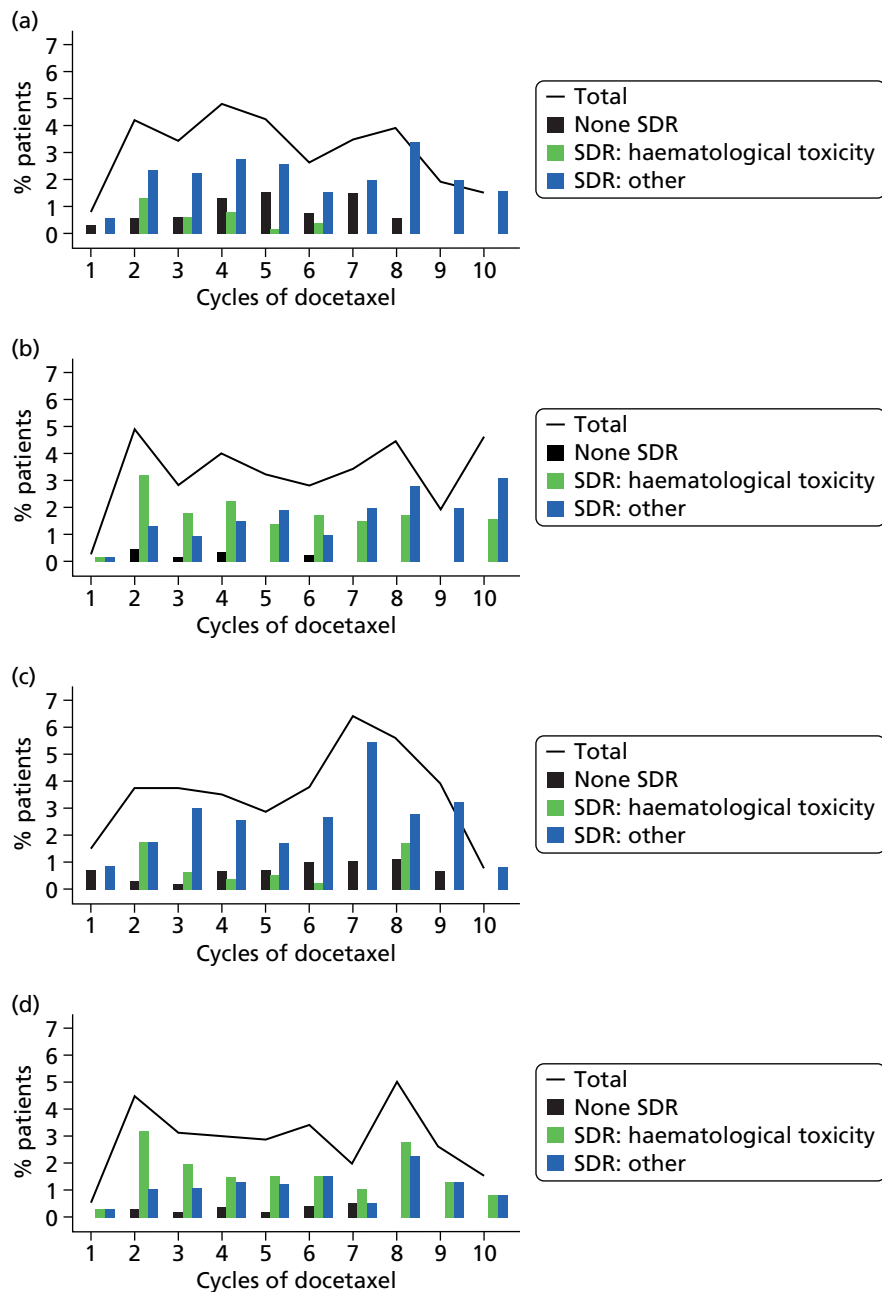 (a)
7
6
5
4
3
2
1
0
% patients
1 2 3 4 5 6 7 8 9 10
Cycles of docetaxel
Total
None SDR
SDR: haematological toxicity
SDR: other
(b)
7
6
5
4
3
2
1
0
% patients
1 2 3 4 5 6 7 8 9 10
Cycles of docetaxel
Total
None SDR
SDR: haematological toxicity
SDR: other
(c)
7
6
5
4
3
2
1
0
% patients
1 2 3 4 5 6 7 8 9 10
Cycles of docetaxel
Total
None SDR
SDR: haematological toxicity
SDR: other
(d)
7
6
5
4
3
2
1
0
% patients
1 2 3 4 5 6 7 8 9 10
Cycles of docetaxel
Total
None SDR
SDR: haematological toxicity
SDR: other